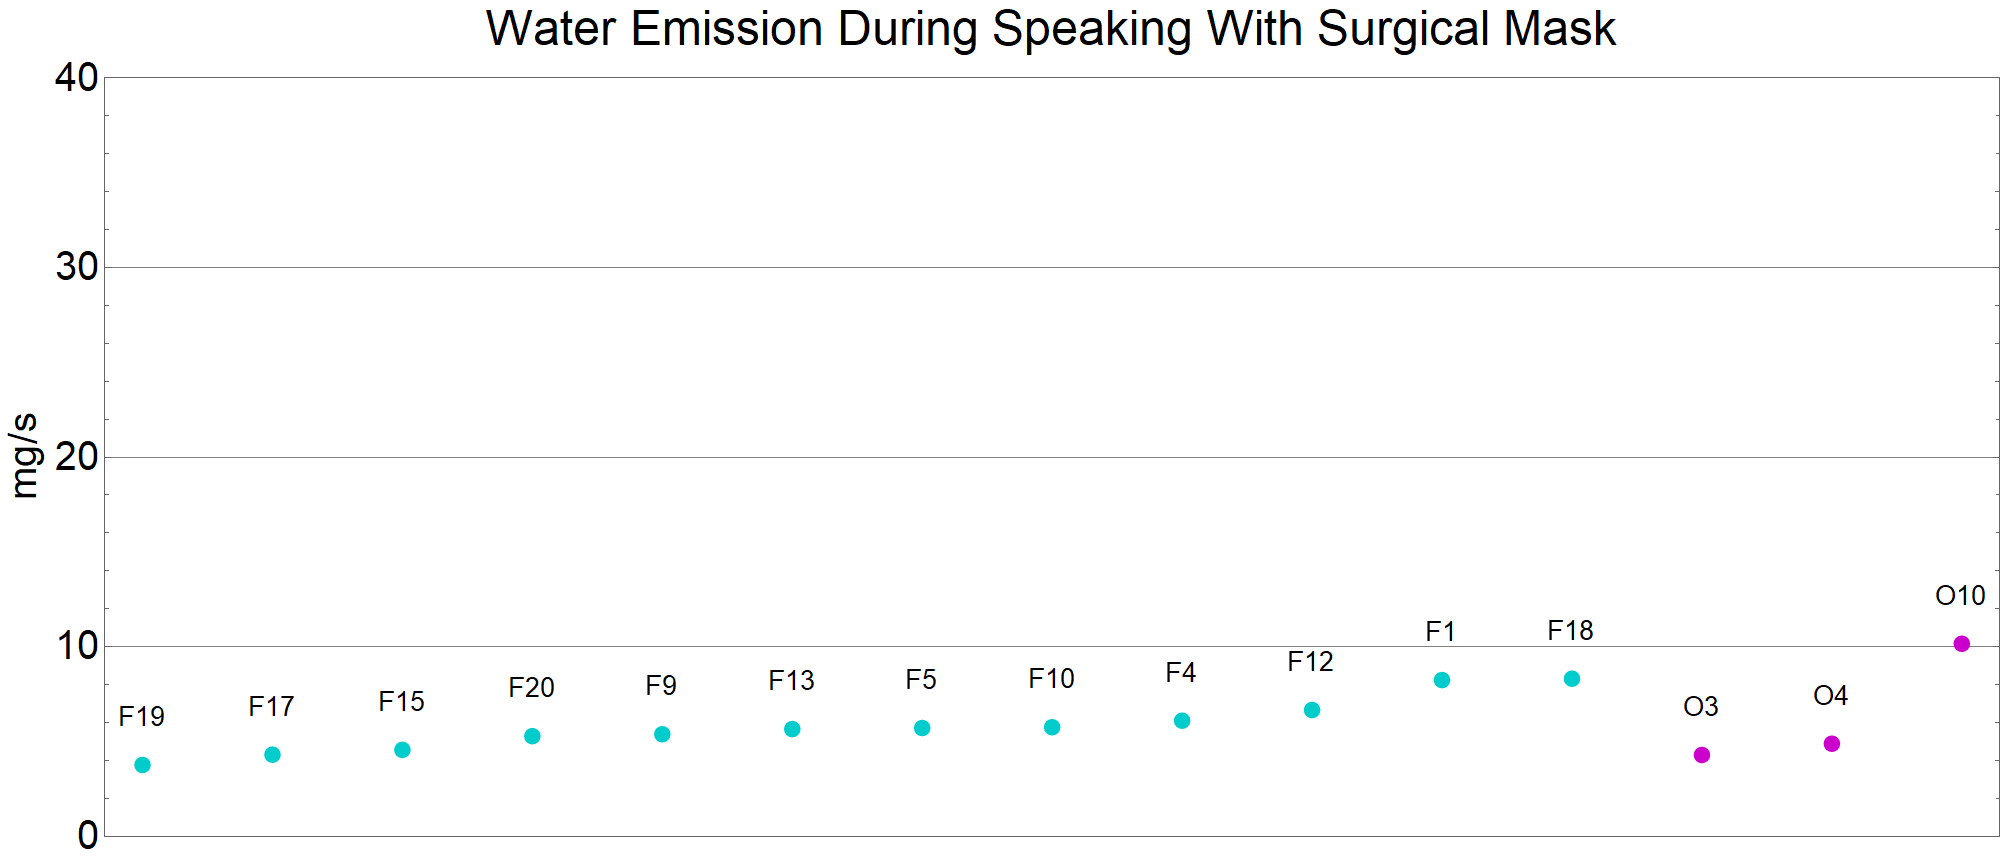 Water Emission During Speaking With Surgical Mask
40
30
20
10
0
mg/s
F19
F17
F15
F20
F9
F13
F5
F10
F4
F12
F1
F18
O3
O4
O10